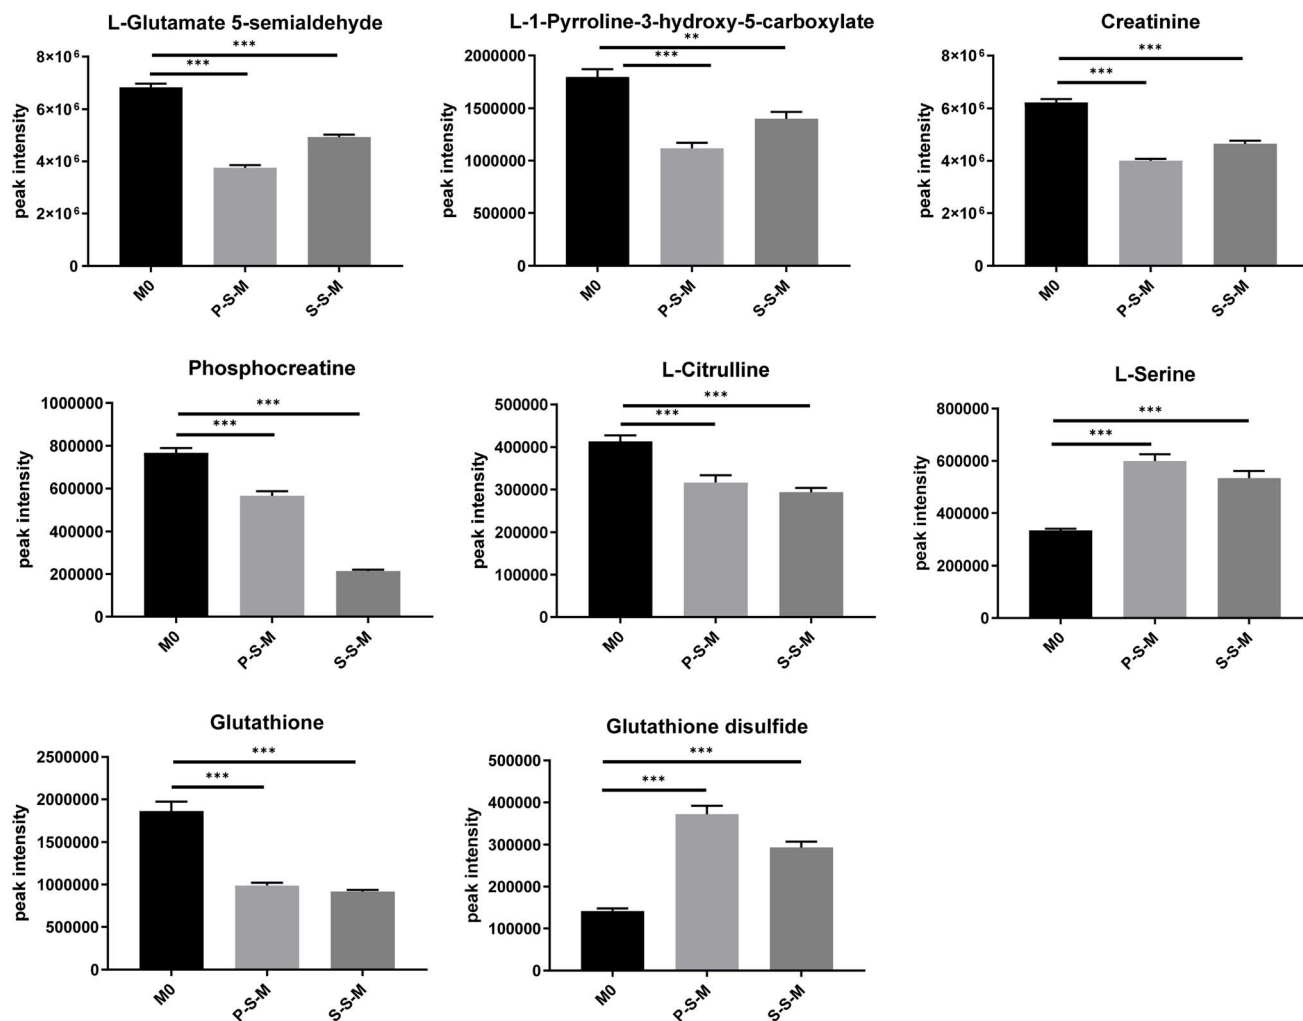 L-Glutamate 5-semialdehyde
***
***
8×10⁶
6×10⁶
4×10⁶
2×10⁶
0
peak intensity
M0
P-S-M
S-S-M
L-1-Pyrroline-3-hydroxy-5-carboxylate
**
***
2000000
1500000
1000000
500000
0
peak intensity
M0
P-S-M
S-S-M
Creatinine
***
***
8×10⁶
6×10⁶
4×10⁶
2×10⁶
0
peak intensity
M0
P-S-M
S-S-M
Phosphocreatine
***
***
1000000
800000
600000
400000
200000
0
peak intensity
M0
P-S-M
S-S-M
L-Citrulline
***
***
500000
400000
300000
200000
100000
0
peak intensity
M0
P-S-M
S-S-M
L-Serine
***
***
800000
600000
400000
200000
0
peak intensity
M0
P-S-M
S-S-M
Glutathione
***
***
2500000
2000000
1500000
1000000
500000
0
peak intensity
M0
P-S-M
S-S-M
Glutathione disulfide
***
***
500000
400000
300000
200000
100000
0
peak intensity
M0
P-S-M
S-S-M